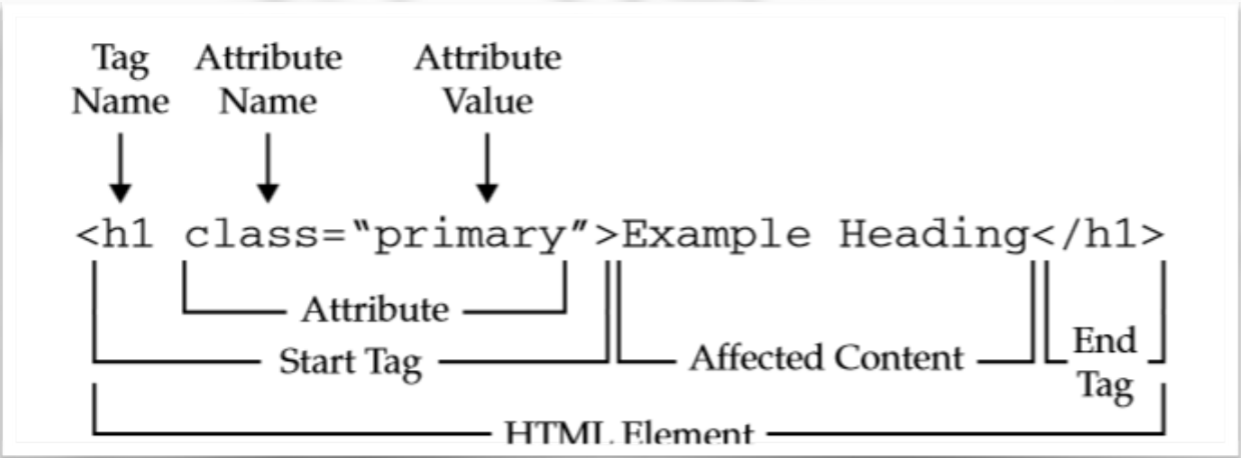 Tag Attribute Attribute
Name Name Value
<h1 class="primary">Example Heading</h1>
Attribute
Start Tag
Affected Content
End
Tag
HTML Element